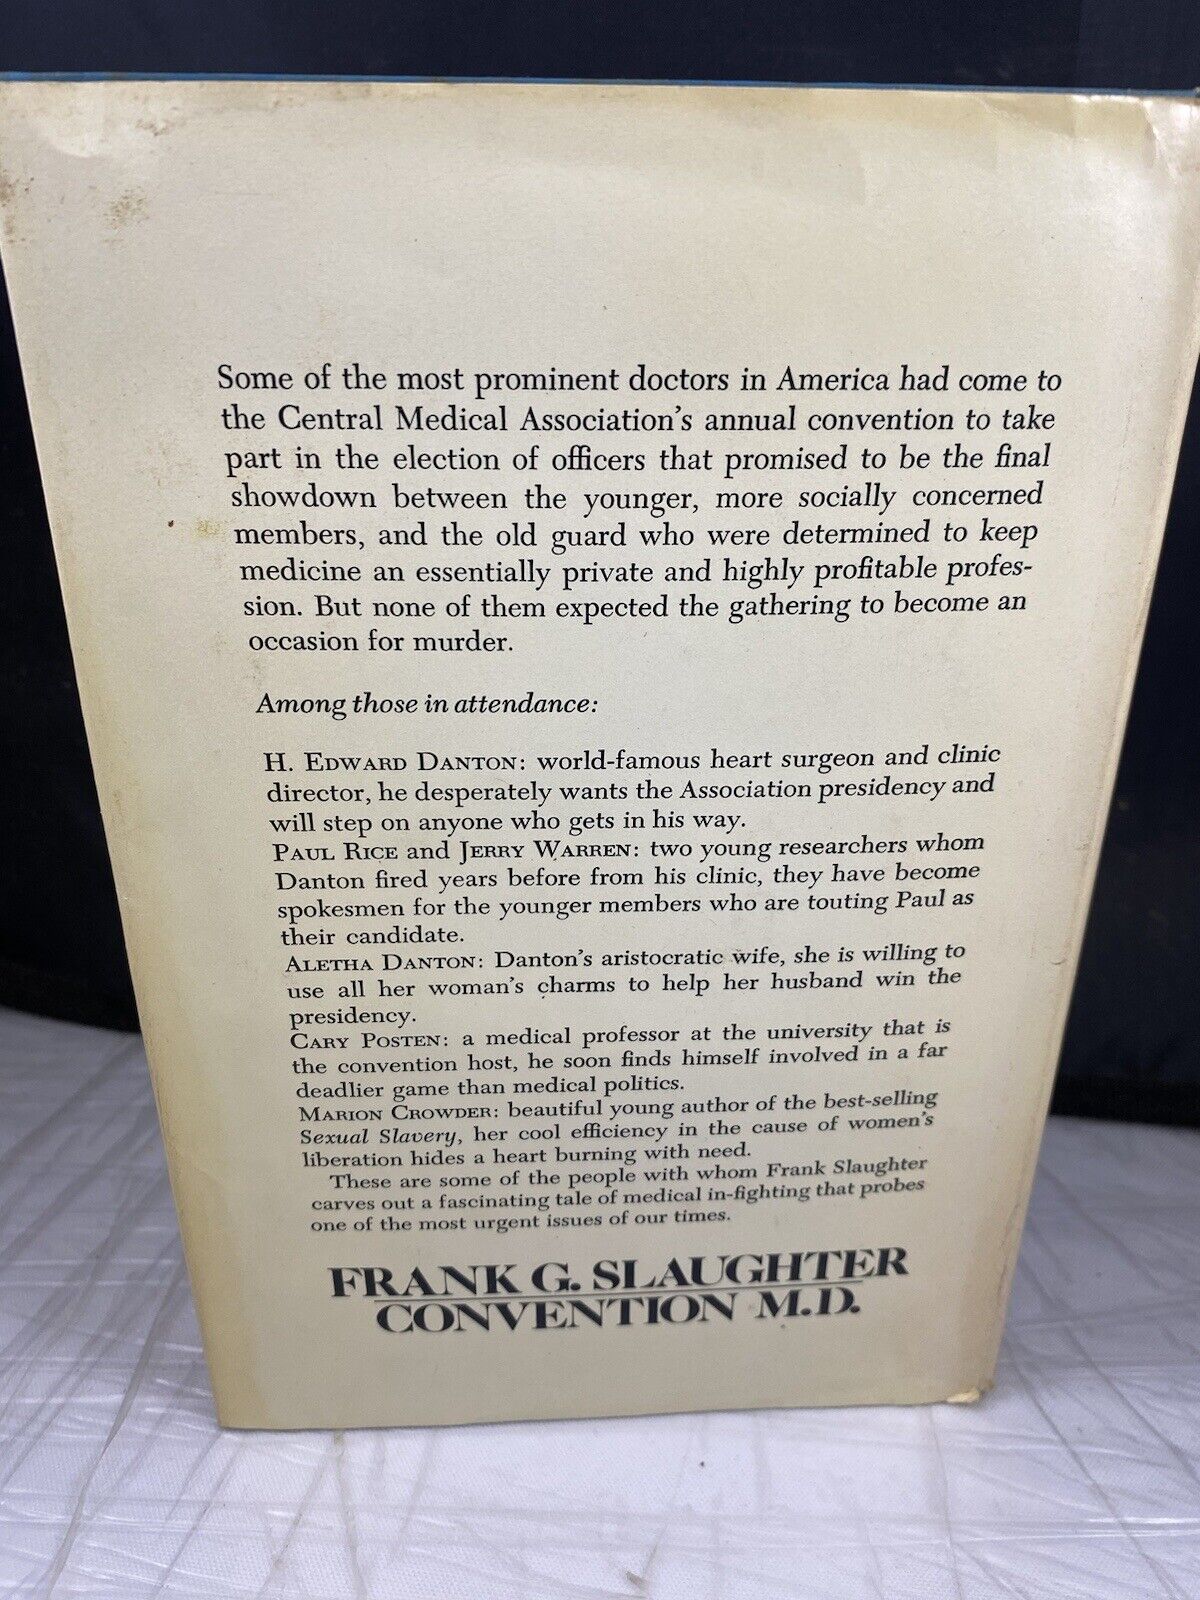 Some of the most prominent doctors in America had come to
the Central Medical Association's annual convention to take
part in the election of officers that promised to be the final
showdown between the younger, more socially concerned
members, and the old guard who were determined to keep
medicine an essentially private and highly profitable profes-
sion. But none of them expected the gathering to become an
occasion for murder.
Among those in attendance:
H. EDWARD DANTON: world-famous heart surgeon and clinic
director, he desperately wants the Association presidency and
will step on anyone who gets in his way.
PAUL RICE and JERRY WARREN: two young researchers whom
Danton fired years before from his clinic, they have become
spokesmen for the younger members who are touting Paul as
their candidate.
ALETHA DANTON: Danton's aristocratic wife, she is willing to
use all her woman's charms to help her husband win the
presidency.
CARY POSTEN: a medical professor at the university that is
the convention host, he soon finds himself involved in a far
deadlier game than medical politics.
MARION CROWDER: beautiful young author of the best-selling
Sexual Slavery, her cool efficiency in the cause of women's
liberation hides a heart burning with need.
These are some of the people with whom Frank Slaughter
carves out a fascinating tale of medical in-fighting that probes
one of the most urgent issues of our times.
FRANK G. SLAUGHTER
CONVENTION M.D.